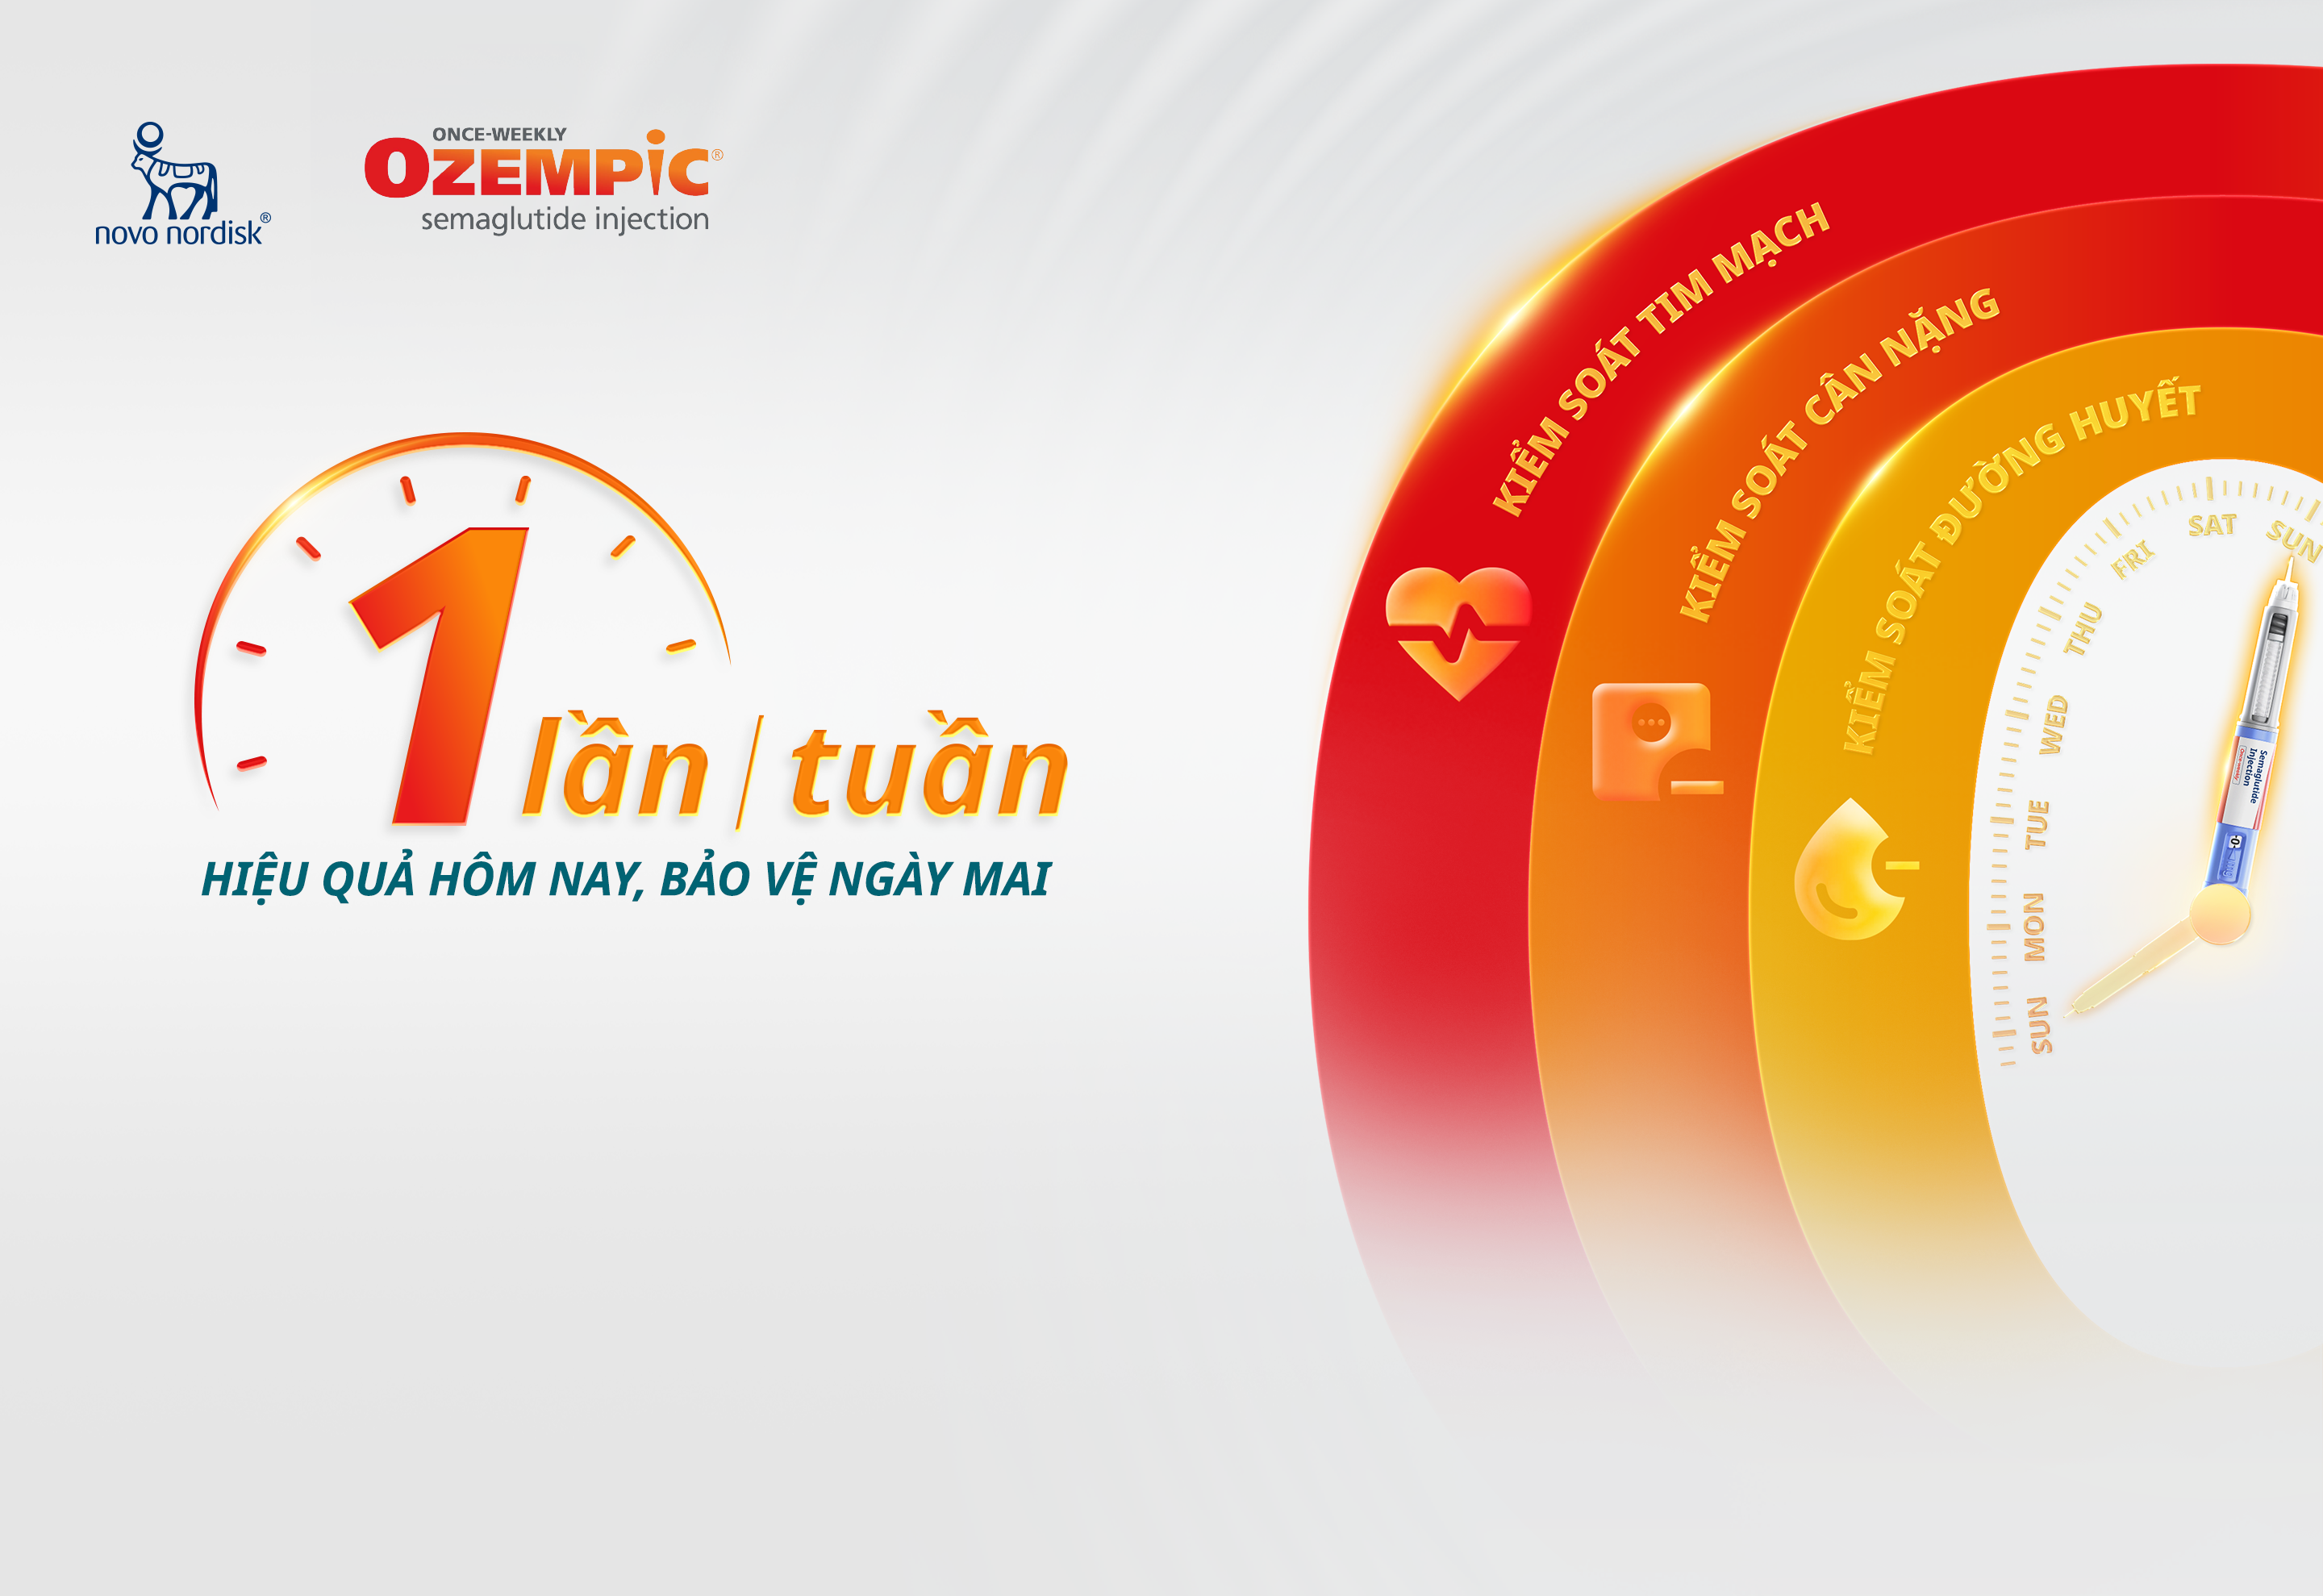 novo nordisk®
ONCE-WEEKLY
OZEMPIC®
semaglutide injection
1 lần / tuần
HIỆU QUẢ HÔM NAY, BẢO VỆ NGÀY MAI
KIỂM SOÁT TIM MẠCH
KIỂM SOÁT CÂN NẶNG
KIỂM SOÁT ĐƯỜNG HUYẾT
SUN
MON
TUE
WED
THU
FRI
SAT
SUN
Semaglutide
Injection